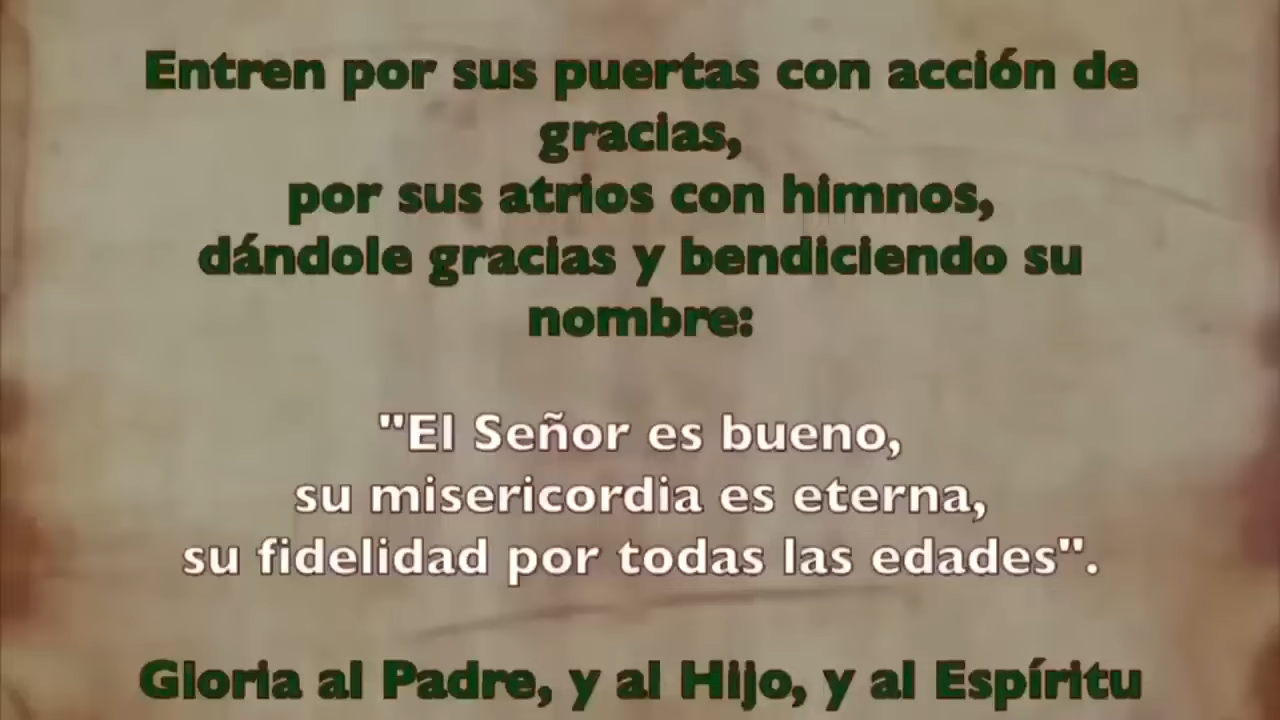 Entren por sus puertas con acción de
gracias,
por sus atrios con himnos,
dándole gracias y bendiciendo su
nombre:
"El Señor es bueno,
su misericordia es eterna,
su fidelidad por todas las edades".
Gloria al Padre, y al Hijo, y al Espíritu